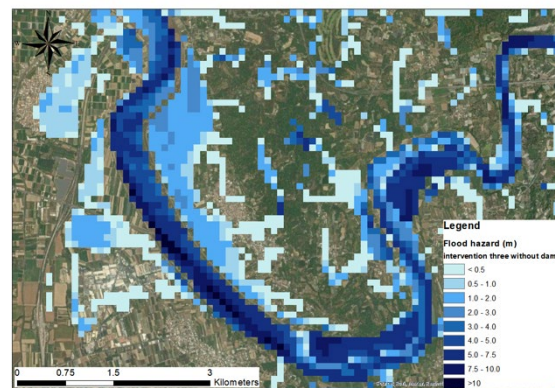 Legend
Flood hazard (m)
intervention three without dam
< 0.5
0.5 - 1.0
1.0 - 2.0
2.0 - 3.0
3.0 - 4.0
4.0 - 5.0
5.0 - 7.5
7.5 - 10.0
>10
0 0.75 1.5 3
Kilometers